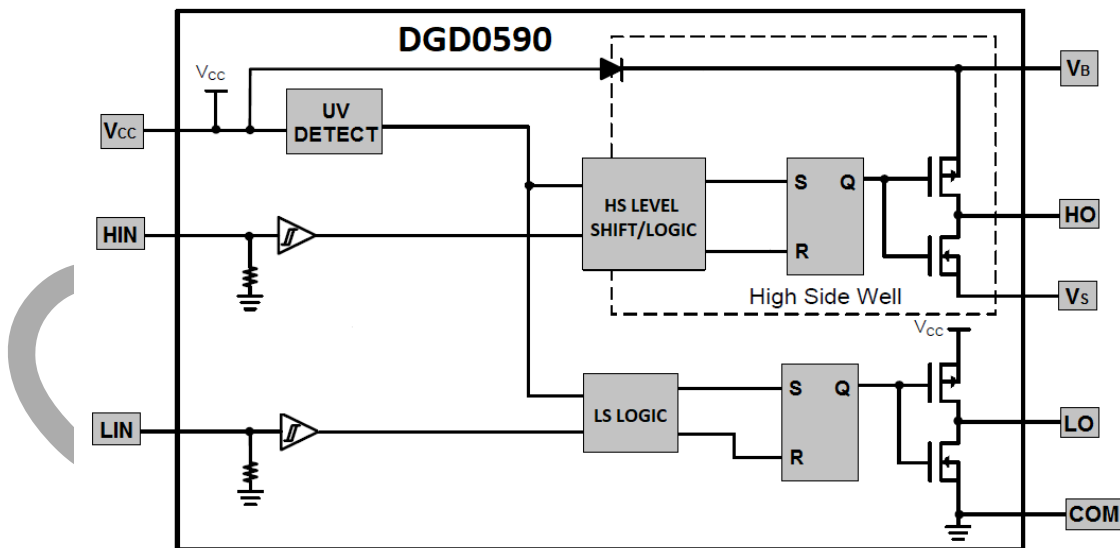 DGD0590
VCC
VB
VCC
UV
DETECT
HIN
HS LEVEL
SHIFT/LOGIC
S
Q
R
HO
High Side Well
VS
VCC
LIN
LS LOGIC
S
Q
R
LO
COM